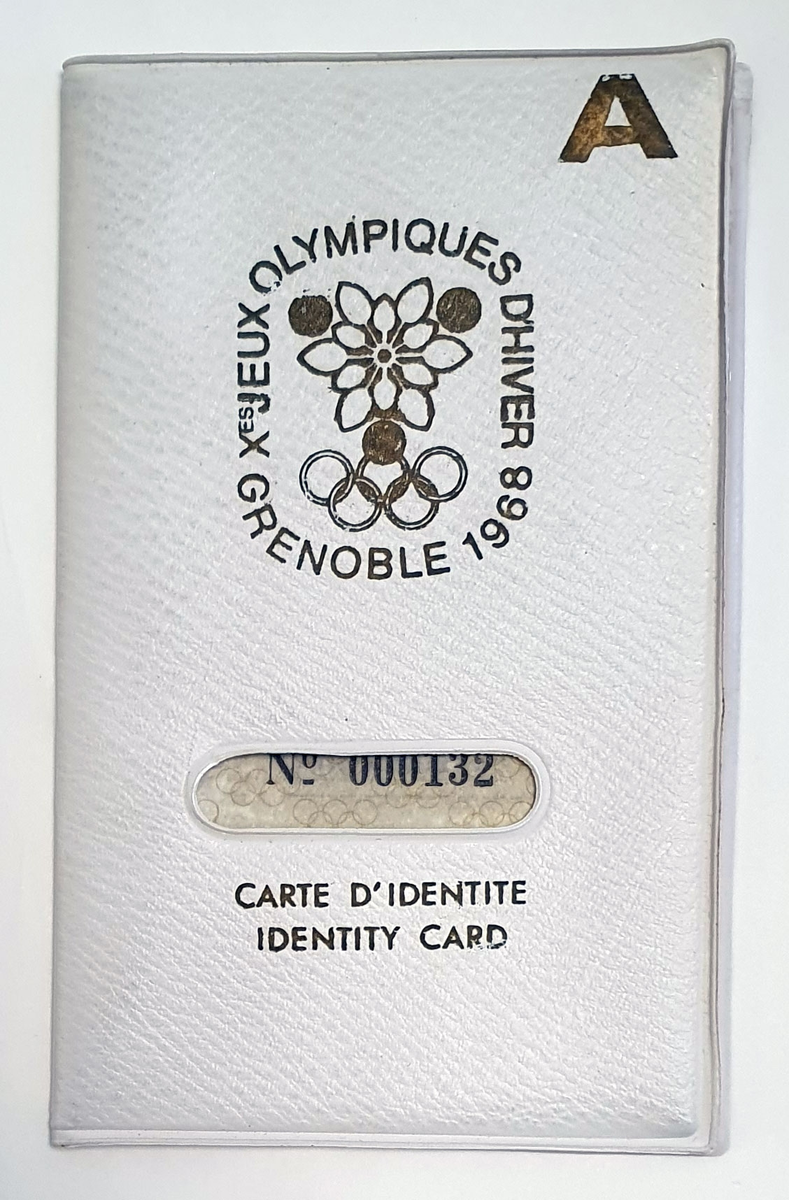 A
Xes JEUX OLYMPIQUES D'HIVER
GRENOBLE 1968
Nº 000132
CARTE D'IDENTITE
IDENTITY CARD